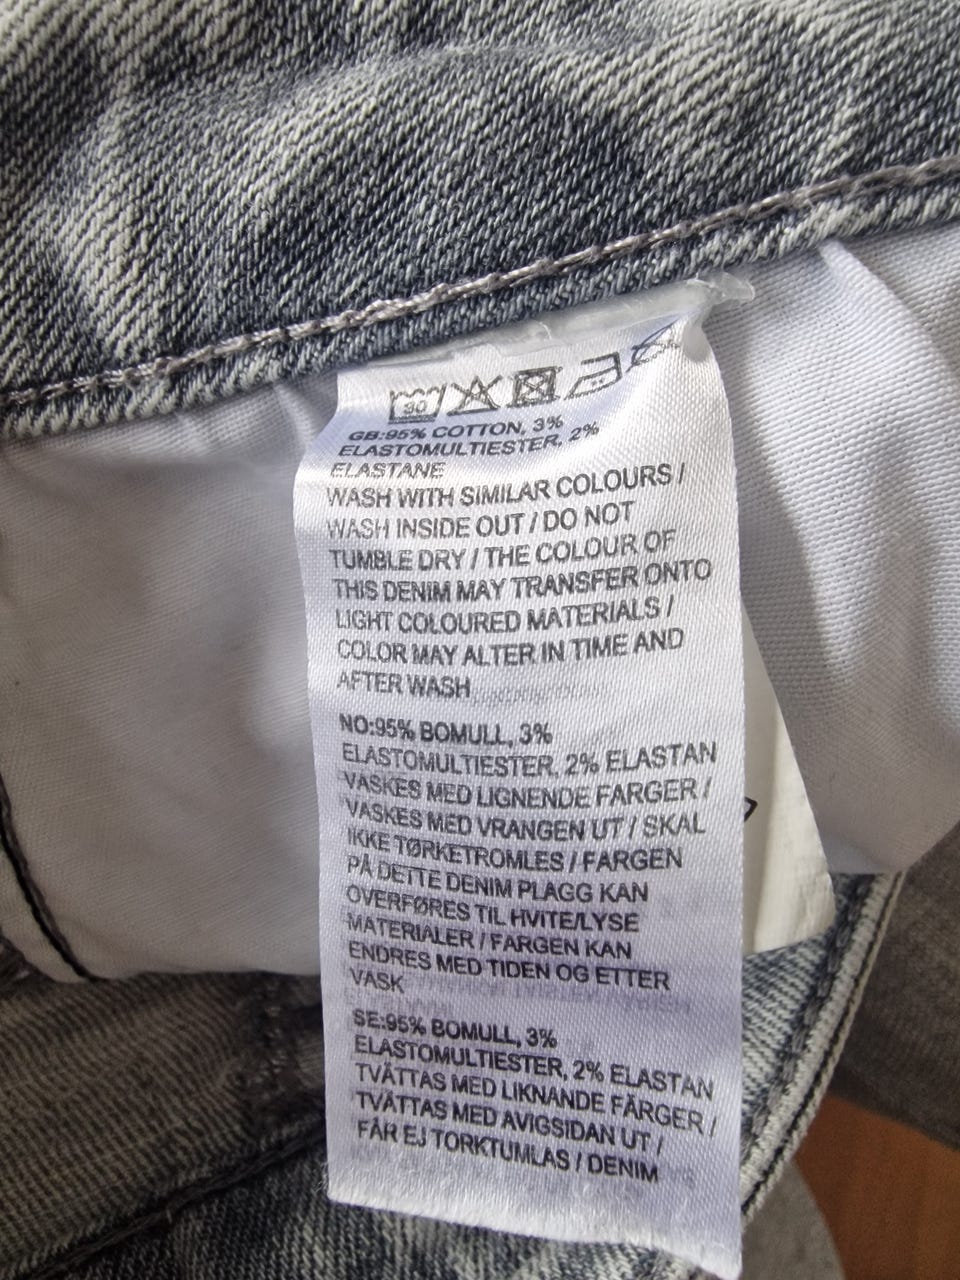 30
GB:95% COTTON, 3%
ELASTOMULTIESTER, 2%
ELASTANE
WASH WITH SIMILAR COLOURS /
WASH INSIDE OUT / DO NOT
TUMBLE DRY / THE COLOUR OF
THIS DENIM MAY TRANSFER ONTO
LIGHT COLOURED MATERIALS /
COLOR MAY ALTER IN TIME AND
AFTER WASH
NO:95% BOMULL, 3%
ELASTOMULTIESTER, 2% ELASTAN
VASKES MED LIGNENDE FARGER /
VASKES MED VRANGEN UT / SKAL
IKKE TØRKETROMLES / FARGEN
PÅ DETTE DENIM PLAGG KAN
OVERFØRES TIL HVITE/LYSE
MATERIALER / FARGEN KAN
ENDRES MED TIDEN OG ETTER
VASK
SE:95% BOMULL, 3%
ELASTOMULTIESTER, 2% ELASTAN
TVÄTTAS MED LIKNANDE FÄRGER /
TVÄTTAS MED AVIGSIDAN UT /
FÅR EJ TORKTUMLAS / DENIM